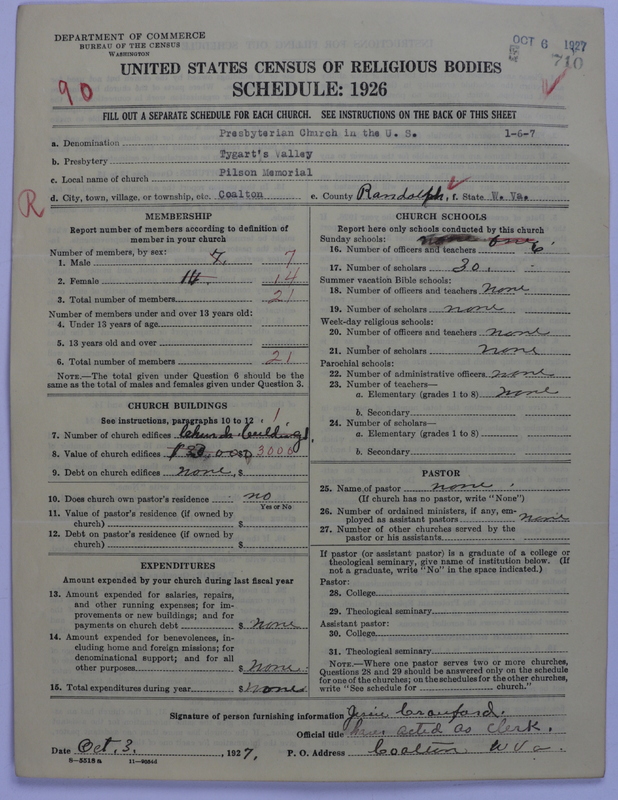 DEPARTMENT OF COMMERCE
BUREAU OF THE CENSUS
WASHINGTON
OCT 6 1927
710
90
UNITED STATES CENSUS OF RELIGIOUS BODIES
SCHEDULE: 1926
FILL OUT A SEPARATE SCHEDULE FOR EACH CHURCH. SEE INSTRUCTIONS ON THE BACK OF THIS SHEET
a. Denomination Presbyterian Church in the U. S. 1-6-7
b. Presbytery Tygart's Valley
c. Local name of church Pilson Memorial
d. City, town, village, or township, etc. Coalton e. County Randolph, f. State W. Va.
R
MEMBERSHIP
Report number of members according to definition of
member in your church
Number of members, by sex:
1. Male 7. 7
2. Female 14. 14
3. Total number of members 21
Number of members under and over 13 years old:
4. Under 13 years of age
5. 13 years old and over
6. Total number of members 21
NOTE.—The total given under Question 6 should be
the same as the total of males and females given under Question 3.
CHURCH BUILDINGS
See instructions, paragraphs 10 to 12
7. Number of church edifices Church buildings, 1
8. Value of church edifices $ 3000
9. Debt on church edifices none $
10. Does church own pastor's residence no
Yes or No
11. Value of pastor's residence (if owned by
church) $
12. Debt on pastor's residence (if owned by
church) $
EXPENDITURES
Amount expended by your church during last fiscal year
13. Amount expended for salaries, repairs,
and other running expenses; for im-
provements or new buildings; and for
payments on church debt $ none
14. Amount expended for benevolences, in-
cluding home and foreign missions; for
denominational support; and for all
other purposes $ none
15. Total expenditures during year $ none
CHURCH SCHOOLS
Report here only schools conducted by this church
Sunday schools:
16. Number of officers and teachers 6
17. Number of scholars 30.
Summer vacation Bible schools:
18. Number of officers and teachers none
19. Number of scholars none
Week-day religious schools:
20. Number of officers and teachers none
21. Number of scholars none
Parochial schools:
22. Number of administrative officers none
23. Number of teachers—
a. Elementary (grades 1 to 8) none
b. Secondary
24. Number of scholars—
a. Elementary (grades 1 to 8)
b. Secondary
PASTOR
25. Name of pastor none
(If church has no pastor, write "None")
26. Number of ordained ministers, if any, em-
ployed as assistant pastors none
27. Number of other churches served by the
pastor or his assistants
If pastor (or assistant pastor) is a graduate of a college or
theological seminary, give name of institution below. (If
not a graduate, write "No" in the space indicated.)
Pastor:
28. College
29. Theological seminary
Assistant pastor:
30. College
31. Theological seminary
NOTE.—Where one pastor serves two or more churches,
Questions 28 and 29 should be answered only on the schedule
for one of the churches; on the schedules for the other churches,
write "See schedule for church."
Signature of person furnishing information Jessie Crawford.
Official title have acted as clerk.
Date Oct. 3., 1927. P. O. Address Coalton W Va.
8—5518 a 11—9054d